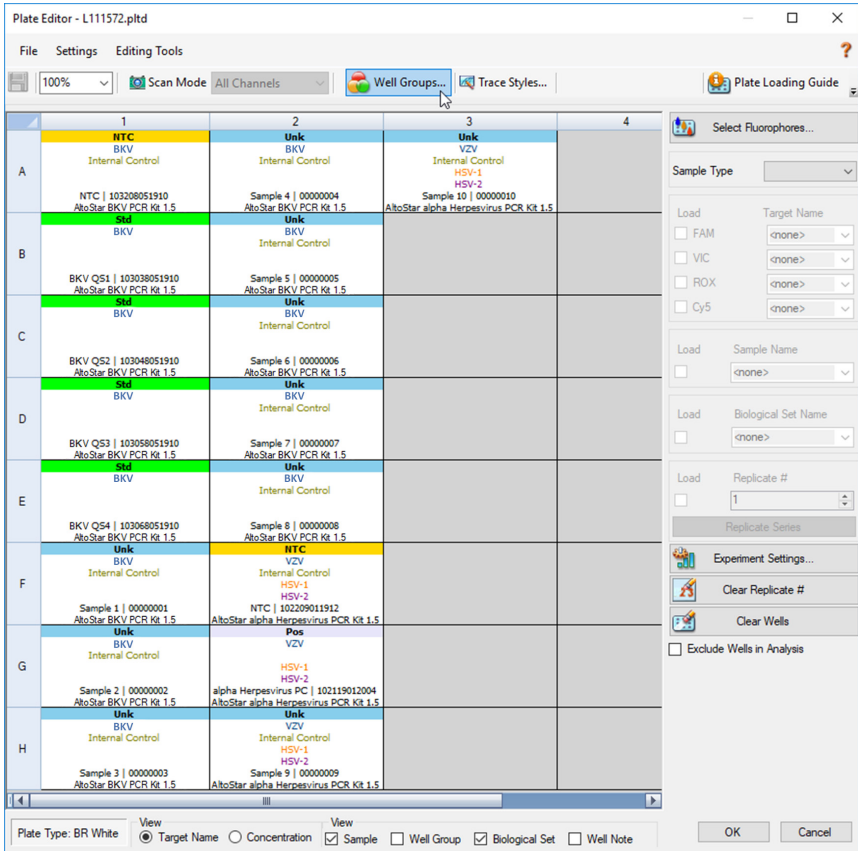 Plate Editor - L111572.pltd
File Settings Editing Tools
?
100% Scan Mode All Channels Well Groups... Trace Styles... Plate Loading Guide
1 2 3 4
A
NTC
BKV
Internal Control
NTC | 103208051910
AltoStar BKV PCR Kit 1.5
Unk
BKV
Internal Control
Sample 4 | 00000004
AltoStar BKV PCR Kit 1.5
Unk
VZV
Internal Control
HSV-1
HSV-2
Sample 10 | 00000010
AltoStar alpha Herpesvirus PCR Kit 1.5
B
Std
BKV
BKV QS1 | 103038051910
AltoStar BKV PCR Kit 1.5
Unk
BKV
Internal Control
Sample 5 | 00000005
AltoStar BKV PCR Kit 1.5
C
Std
BKV
BKV QS2 | 103048051910
AltoStar BKV PCR Kit 1.5
Unk
BKV
Internal Control
Sample 6 | 00000006
AltoStar BKV PCR Kit 1.5
D
Std
BKV
BKV QS3 | 103058051910
AltoStar BKV PCR Kit 1.5
Unk
BKV
Internal Control
Sample 7 | 00000007
AltoStar BKV PCR Kit 1.5
E
Std
BKV
BKV QS4 | 103068051910
AltoStar BKV PCR Kit 1.5
Unk
BKV
Internal Control
Sample 8 | 00000008
AltoStar BKV PCR Kit 1.5
F
Unk
BKV
Internal Control
Sample 1 | 00000001
AltoStar BKV PCR Kit 1.5
NTC
VZV
Internal Control
HSV-1
HSV-2
NTC | 102209011912
AltoStar alpha Herpesvirus PCR Kit 1.5
G
Unk
BKV
Internal Control
Sample 2 | 00000002
AltoStar BKV PCR Kit 1.5
Pos
VZV
HSV-1
HSV-2
alpha Herpesvirus PC | 102119012004
AltoStar alpha Herpesvirus PCR Kit 1.5
H
Unk
BKV
Internal Control
Sample 3 | 00000003
AltoStar BKV PCR Kit 1.5
Unk
VZV
Internal Control
HSV-1
HSV-2
Sample 9 | 00000009
AltoStar alpha Herpesvirus PCR Kit 1.5
Select Fluorophores...
Sample Type
Load Target Name
FAM <none>
VIC <none>
ROX <none>
Cy5 <none>
Load Sample Name
<none>
Load Biological Set Name
<none>
Load Replicate #
1
Replicate Series
Experiment Settings...
Clear Replicate #
Clear Wells
Exclude Wells in Analysis
Plate Type: BR White
View
Target Name Concentration
View
Sample Well Group Biological Set Well Note
OK Cancel